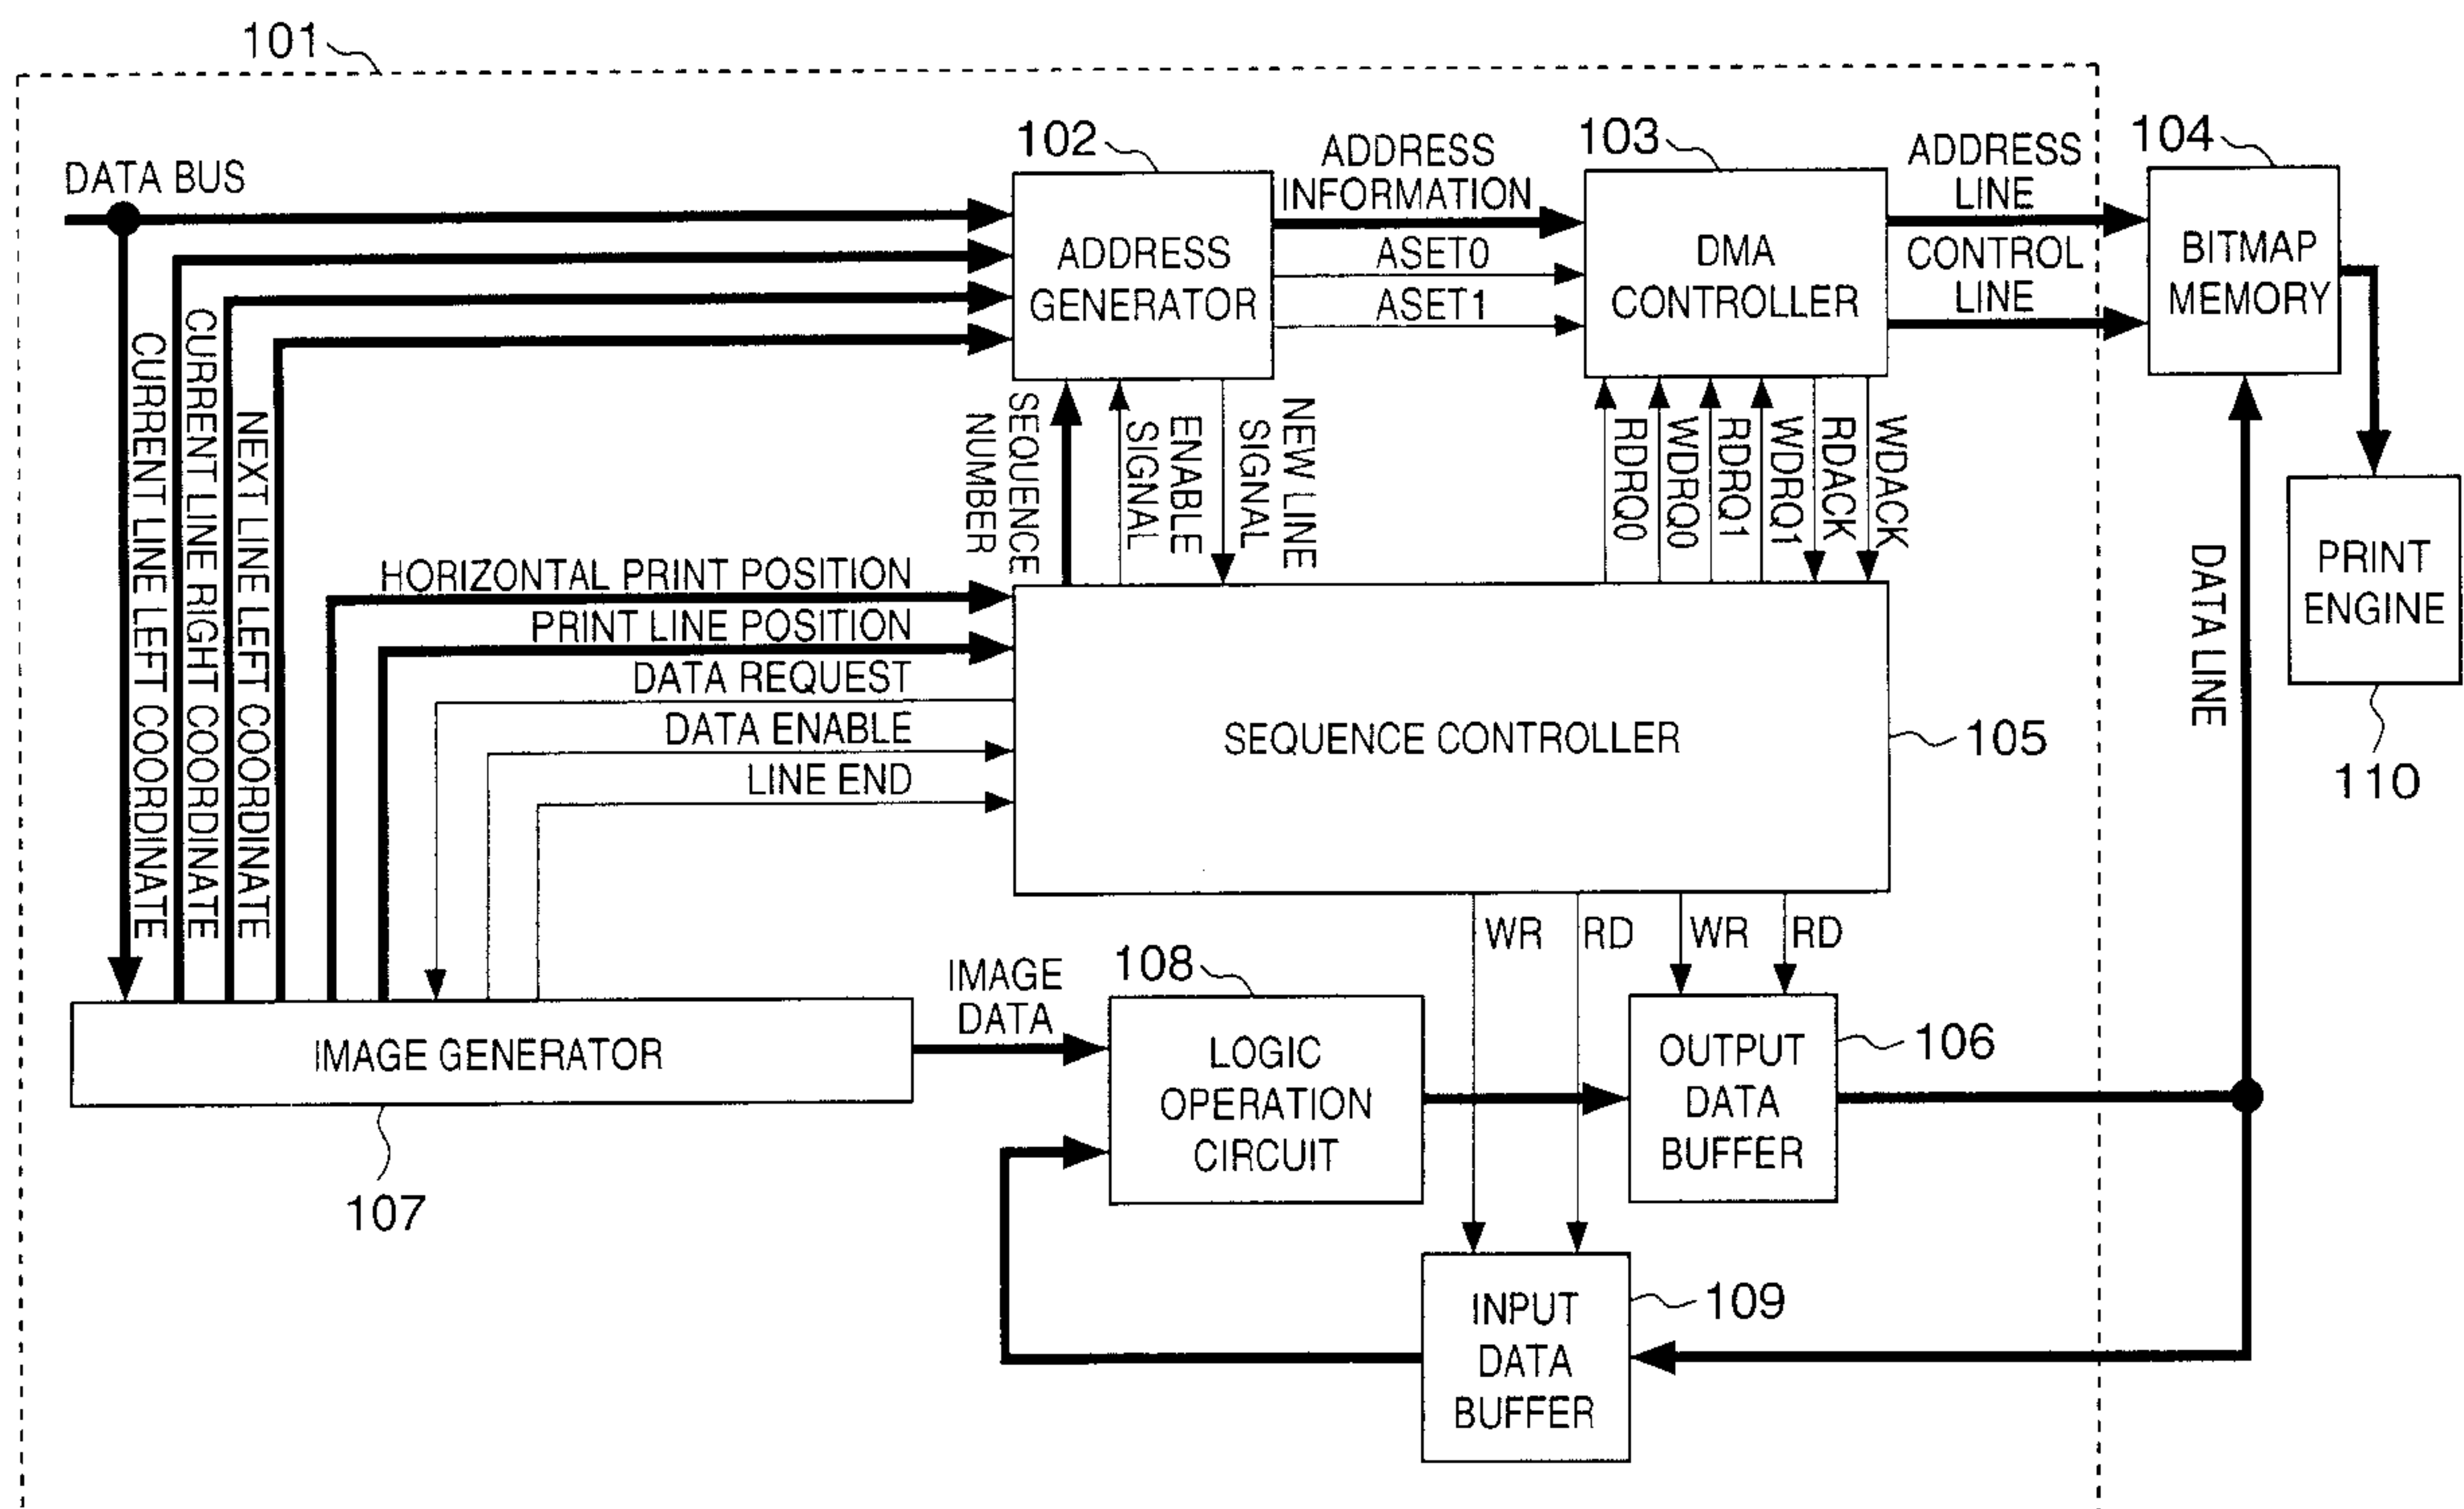 101
DATA BUS
102
ADDRESS
INFORMATION
103
ADDRESS
LINE
104
ADDRESS
GENERATOR
ASET0
ASET1
DMA
CONTROLLER
CONTROL
LINE
BITMAP
MEMORY
CURRENT LINE LEFT COORDINATE
CURRENT LINE RIGHT COORDINATE
NEXT LINE LEFT COORDINATE
SEQUENCE
NUMBER
ENABLE
SIGNAL
NEW LINE
SIGNAL
RDRQ0
WDRQ0
RDRQ1
WDRQ1
RDACK
WDACK
DATA LINE
PRINT
ENGINE
110
HORIZONTAL PRINT POSITION
PRINT LINE POSITION
DATA REQUEST
DATA ENABLE
LINE END
SEQUENCE CONTROLLER
105
WR
RD
WR
RD
IMAGE GENERATOR
107
IMAGE
DATA
108
LOGIC
OPERATION
CIRCUIT
OUTPUT
DATA
BUFFER
106
INPUT
DATA
BUFFER
109